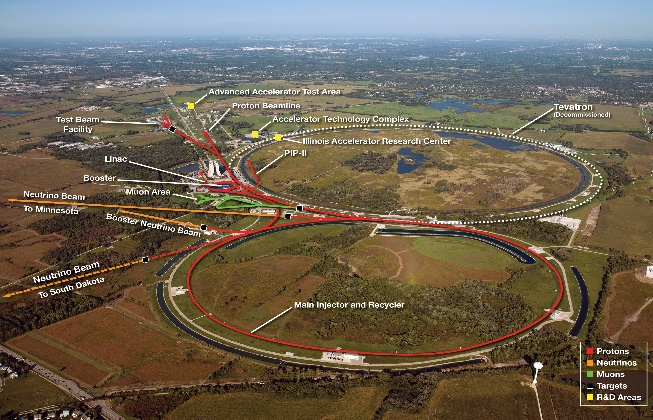 Advanced Accelerator Test Area
Proton Beamline
Test Beam
Facility
Accelerator Technology Complex
Tevatron
(Decommissioned)
Illinois Accelerator Research Center
PIP-II
Linac
Booster
Muon Area
Neutrino Beam
To Minnesota
Booster Neutrino Beam
Neutrino Beam
To South Dakota
Main Injector and Recycler
Protons
Neutrinos
Muons
Targets
R&D Areas